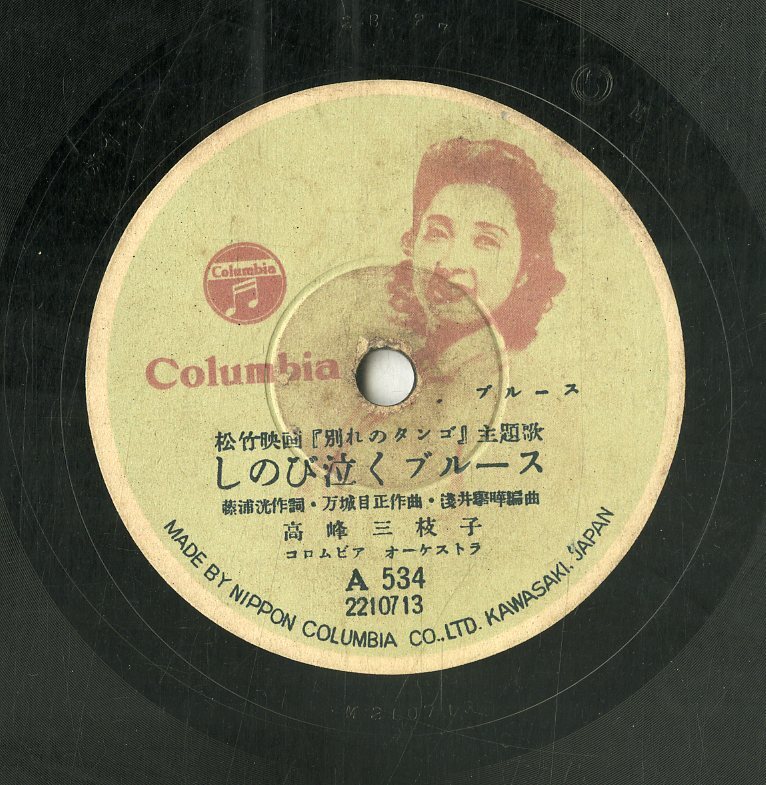 Columbia
Columbia
ブルース
松竹映画『別れのタンゴ』主題歌
しのび泣くブルース
藤浦洸作詞・万城目正作曲・浅井擧曄編曲
高峰三枝子
コロムビア オーケストラ
A 534
2210713
MADE BY NIPPON COLUMBIA CO.,LTD. KAWASAKI, JAPAN